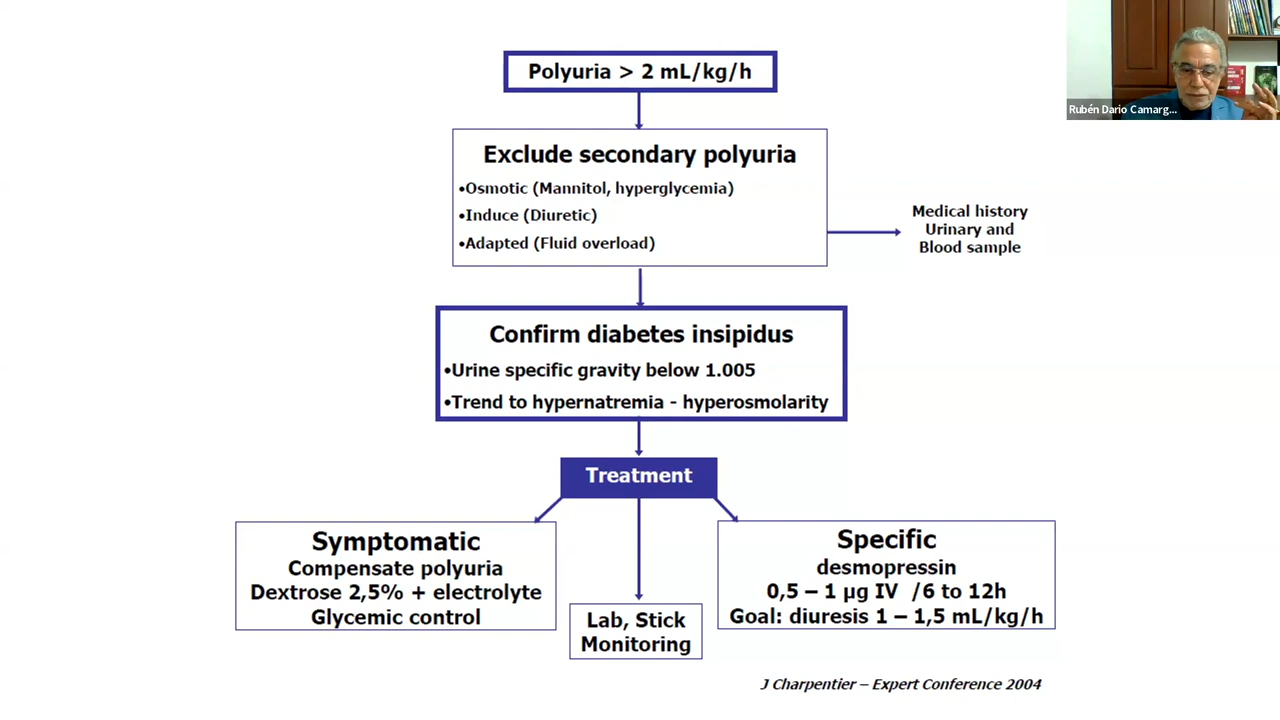 Polyuria > 2 mL/kg/h
Exclude secondary polyuria
•Osmotic (Mannitol, hyperglycemia)
•Induce (Diuretic)
•Adapted (Fluid overload)
Medical history
Urinary and
Blood sample
Confirm diabetes insipidus
•Urine specific gravity below 1.005
•Trend to hypernatremia - hyperosmolarity
Treatment
Symptomatic
Compensate polyuria
Dextrose 2,5% + electrolyte
Glycemic control
Lab, Stick
Monitoring
Specific
desmopressin
0,5 – 1 µg IV /6 to 12h
Goal: diuresis 1 – 1,5 mL/kg/h
J Charpentier – Expert Conference 2004
Rubén Dario Camarg...